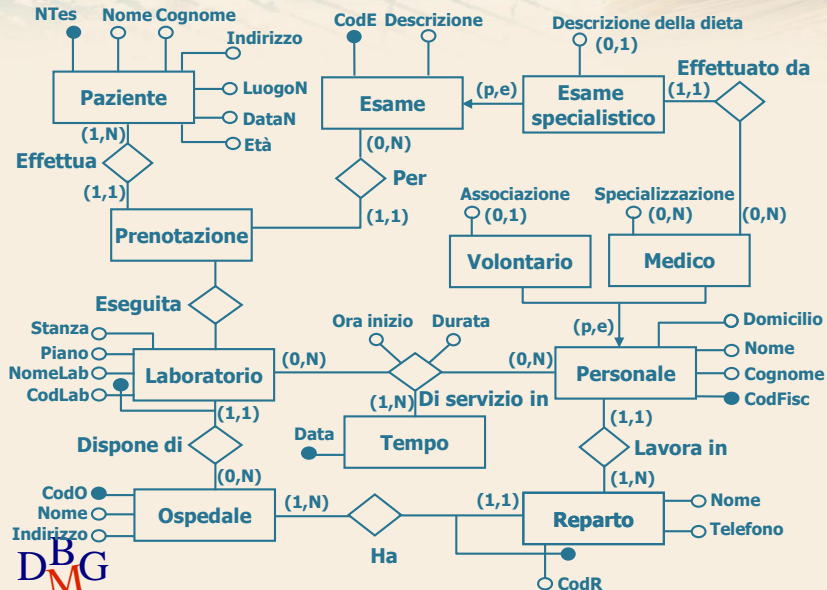 NTes Nome Cognome
Indirizzo
Paziente
LuogoN
DataN
Età
(1,N)
Effettua
(1,1)
Prenotazione
CodE Descrizione
Esame
(0,N)
Per
(1,1)
(p,e)
Descrizione della dieta
(0,1)
Esame
specialistico
(1,1)
Effettuato da
(0,N)
Associazione
(0,1)
Volontario
Specializzazione
(0,N)
Medico
(p,e)
Eseguita
Stanza
Piano
NomeLab
CodLab
Laboratorio
(0,N)
Ora inizio
Durata
(0,N)
Di servizio in
(1,N)
Data
Tempo
Personale
Domicilio
Nome
Cognome
CodFisc
(1,1)
Dispone di
(0,N)
(1,1)
Lavora in
(1,N)
CodO
Nome
Indirizzo
Ospedale
(1,N)
Ha
(1,1)
Reparto
Nome
Telefono
CodR
DBMG